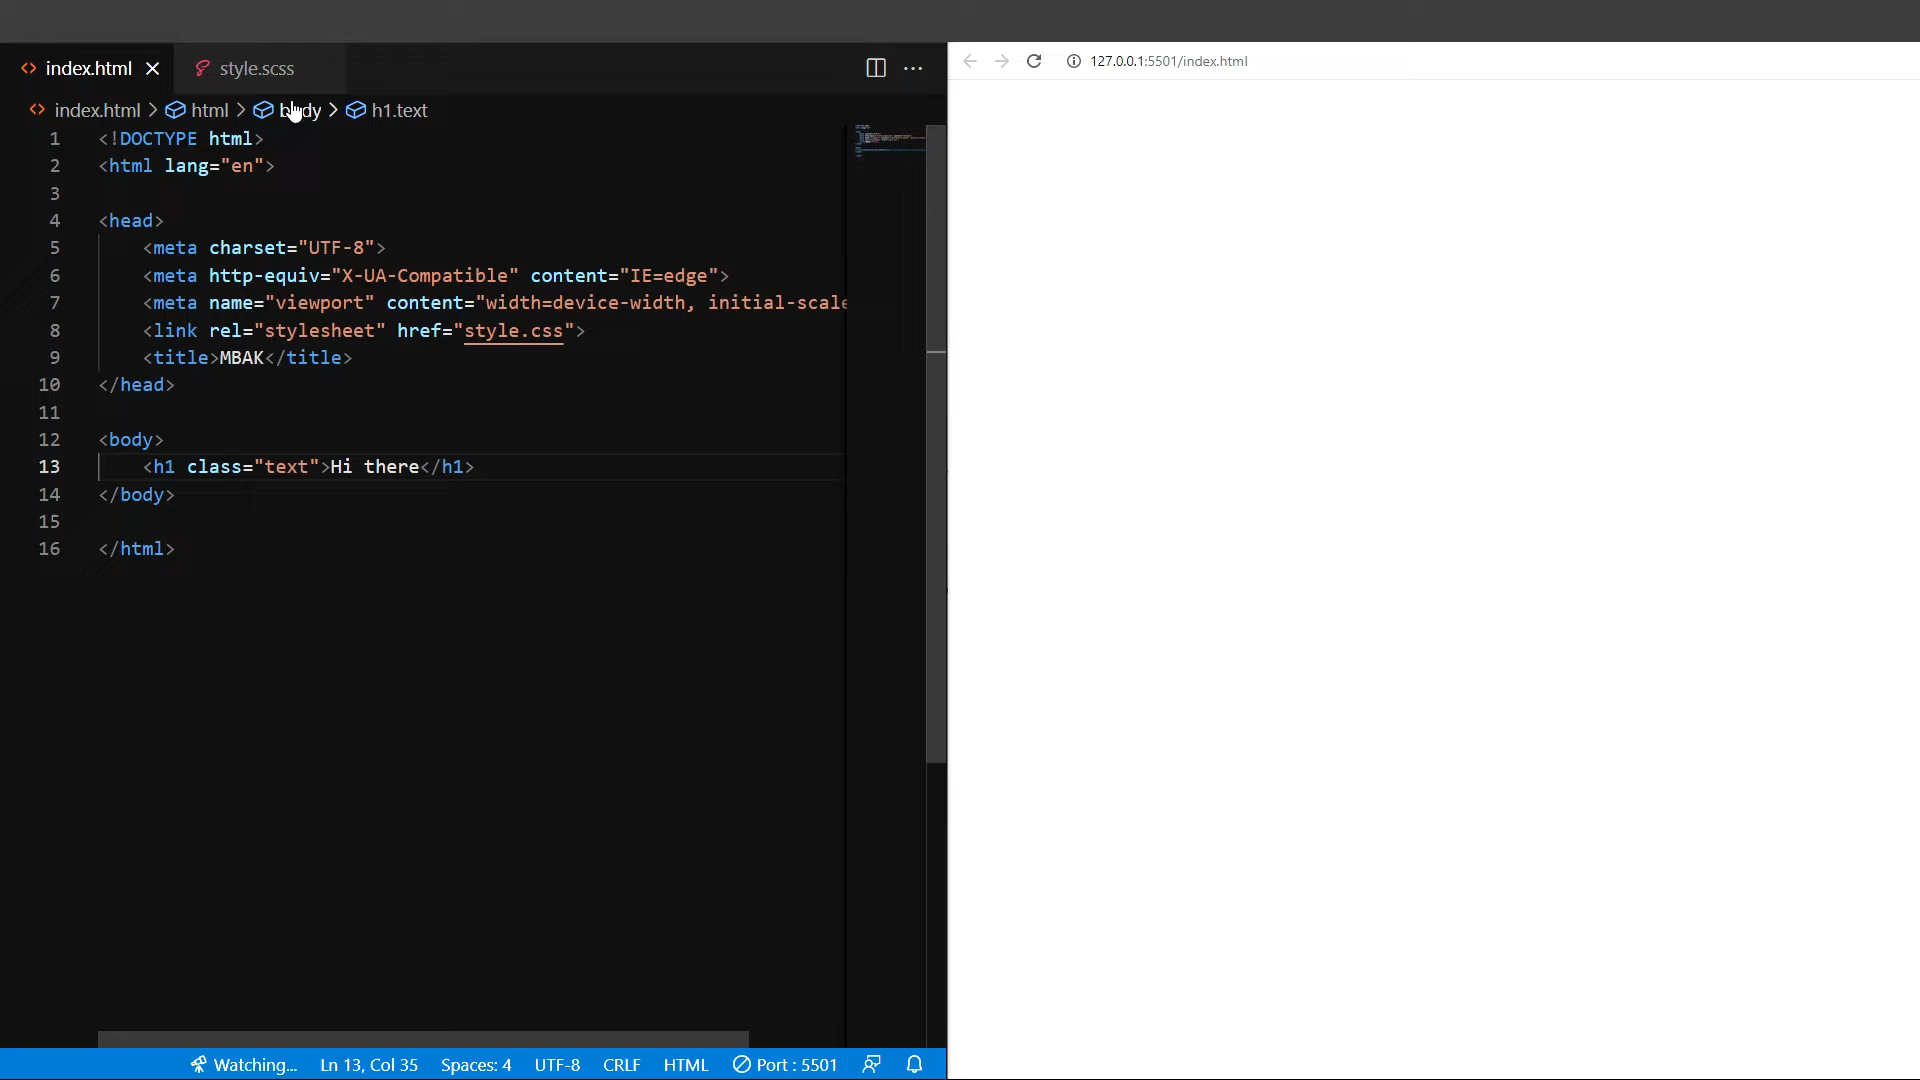 index.html
style.scss
index.html > html > body > h1.text
1 <!DOCTYPE html>
2 <html lang="en">
3
4 <head>
5     <meta charset="UTF-8">
6     <meta http-equiv="X-UA-Compatible" content="IE=edge">
7     <meta name="viewport" content="width=device-width, initial-scale
8     <link rel="stylesheet" href="style.css">
9     <title>MBAK</title>
10 </head>
11
12 <body>
13     <h1 class="text">Hi there</h1>
14 </body>
15
16 </html>
Watching... Ln 13, Col 35 Spaces: 4 UTF-8 CRLF HTML Port : 5501
127.0.0.1:5501/index.html